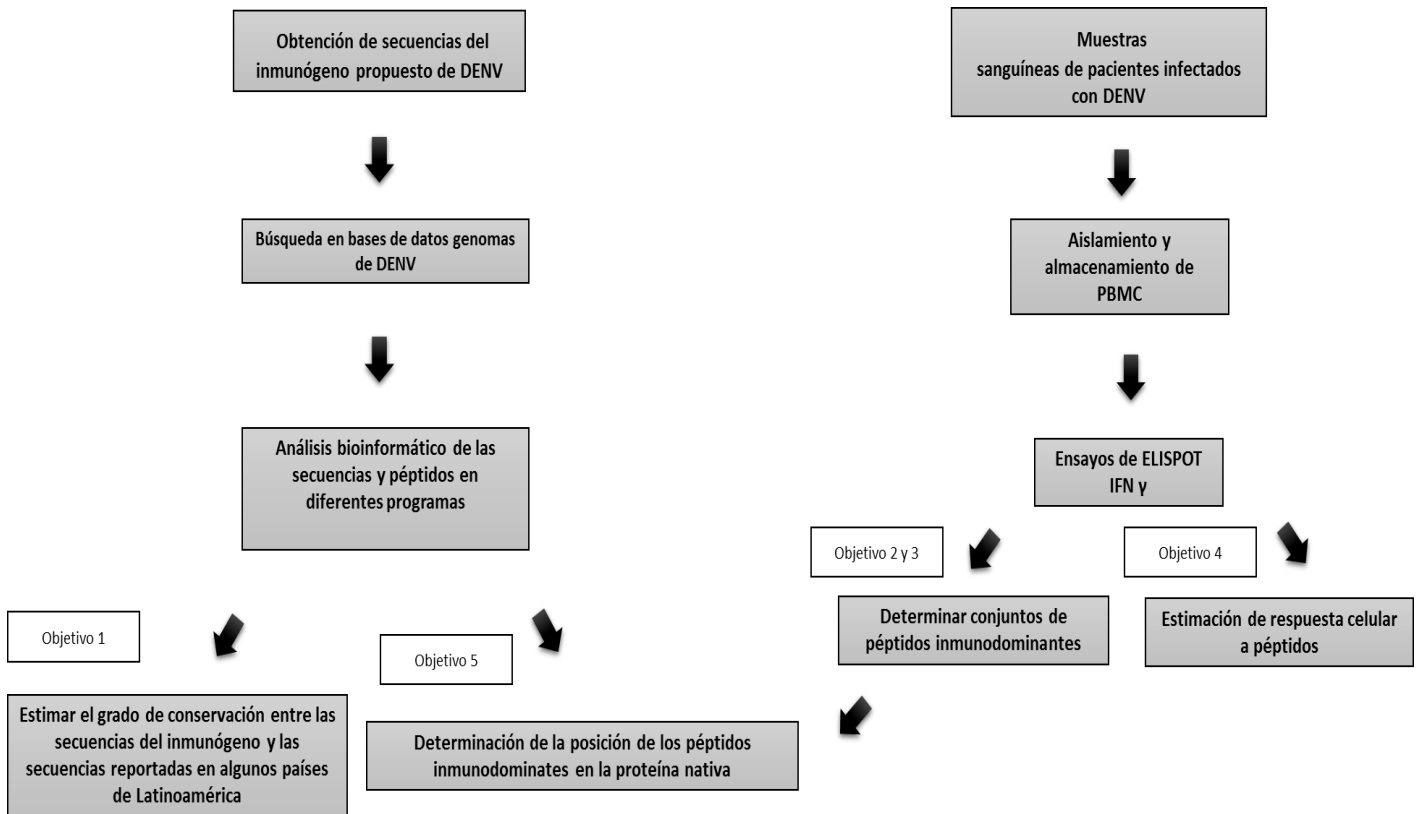 Obtención de secuencias del
inmunógeno propuesto de DENV
Búsqueda en bases de datos genomas
de DENV
Análisis bioinformático de las
secuencias y péptidos en
diferentes programas
Objetivo 1
Objetivo 5
Estimar el grado de conservación entre las
secuencias del inmunógeno y las
secuencias reportadas en algunos países
de Latinoamérica
Determinación de la posición de los péptidos
inmunodominates en la proteína nativa
Muestras
sanguíneas de pacientes infectados
con DENV
Aislamiento y
almacenamiento de
PBMC
Ensayos de ELISPOT
IFN γ
Objetivo 2 y 3
Objetivo 4
Determinar conjuntos de
péptidos inmunodominantes
Estimación de respuesta celular
a péptidos